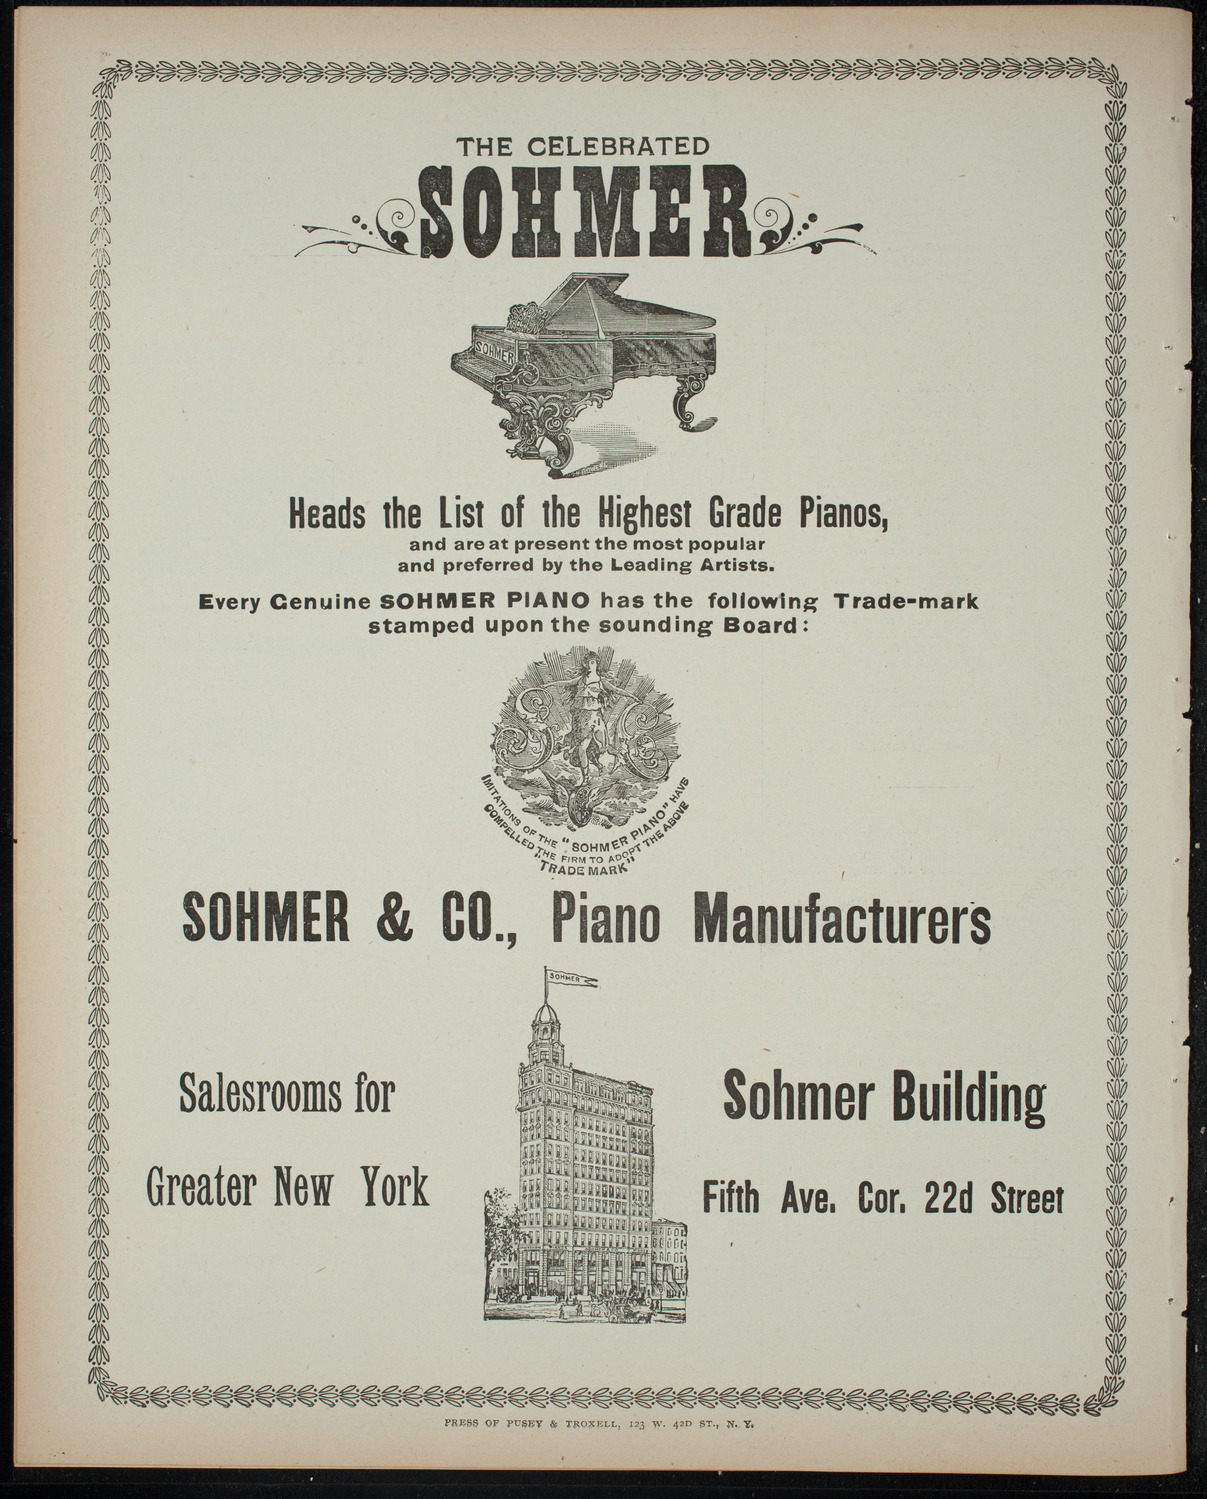 THE CELEBRATED
SOHMER
SOHMER
Heads the List of the Highest Grade Pianos,
and are at present the most popular
and preferred by the Leading Artists.
Every Genuine SOHMER PIANO has the following Trade-mark
stamped upon the sounding Board:
IMITATIONS OF THE "SOHMER PIANO" HAVE
COMPELLED THE FIRM TO ADOPT THE ABOVE
"TRADE MARK"
SOHMER & CO., Piano Manufacturers
SOHMER
Salesrooms for
Greater New York
Sohmer Building
Fifth Ave. Cor. 22d Street
PRESS OF PUSEY & TROXELL, 123 W. 42D ST., N. Y.